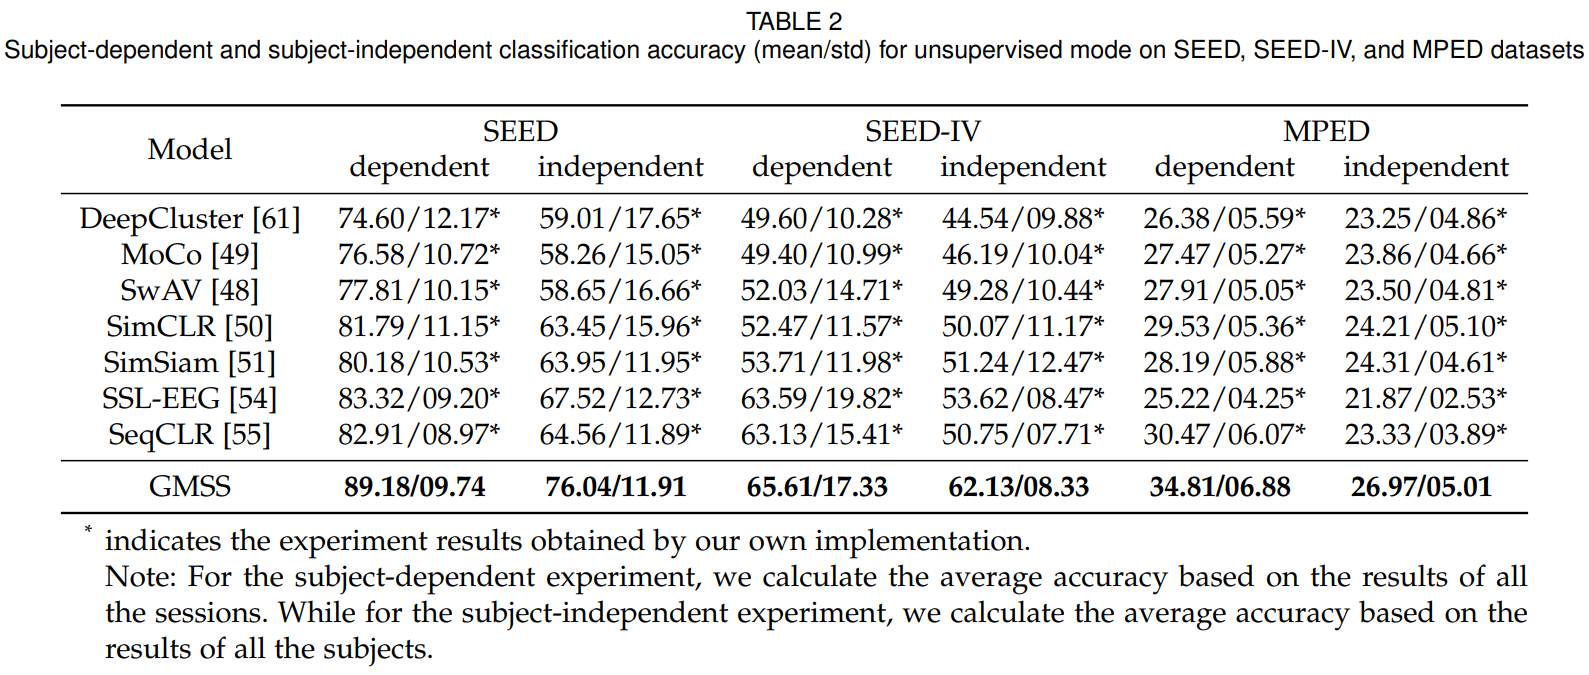 TABLE 2
Subject-dependent and subject-independent classification accuracy (mean/std) for unsupervised mode on SEED, SEED-IV, and MPED datasets
Model SEED SEED-IV MPED
dependent independent dependent independent dependent independent
DeepCluster [61] 74.60/12.17* 59.01/17.65* 49.60/10.28* 44.54/09.88* 26.38/05.59* 23.25/04.86*
MoCo [49] 76.58/10.72* 58.26/15.05* 49.40/10.99* 46.19/10.04* 27.47/05.27* 23.86/04.66*
SwAV [48] 77.81/10.15* 58.65/16.66* 52.03/14.71* 49.28/10.44* 27.91/05.05* 23.50/04.81*
SimCLR [50] 81.79/11.15* 63.45/15.96* 52.47/11.57* 50.07/11.17* 29.53/05.36* 24.21/05.10*
SimSiam [51] 80.18/10.53* 63.95/11.95* 53.71/11.98* 51.24/12.47* 28.19/05.88* 24.31/04.61*
SSL-EEG [54] 83.32/09.20* 67.52/12.73* 63.59/19.82* 53.62/08.47* 25.22/04.25* 21.87/02.53*
SeqCLR [55] 82.91/08.97* 64.56/11.89* 63.13/15.41* 50.75/07.71* 30.47/06.07* 23.33/03.89*
GMSS 89.18/09.74 76.04/11.91 65.61/17.33 62.13/08.33 34.81/06.88 26.97/05.01
* indicates the experiment results obtained by our own implementation.
Note: For the subject-dependent experiment, we calculate the average accuracy based on the results of all
the sessions. While for the subject-independent experiment, we calculate the average accuracy based on the
results of all the subjects.